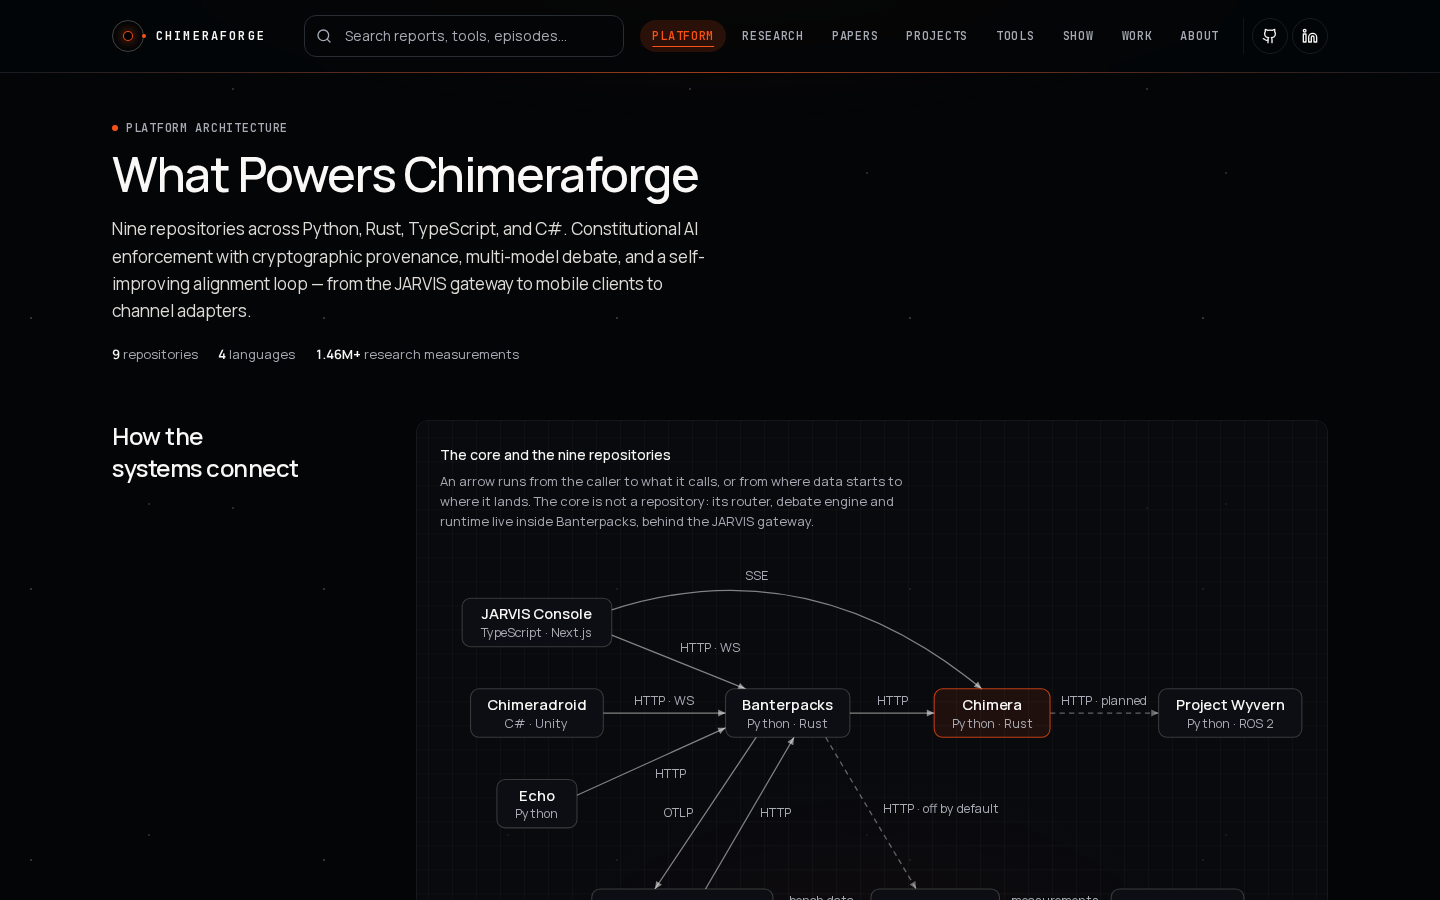 CHIMERAFORGE
Search reports, tools, episodes...
PLATFORM
RESEARCH
PAPERS
PROJECTS
TOOLS
SHOW
WORK
ABOUT
PLATFORM ARCHITECTURE
What Powers Chimeraforge
Nine repositories across Python, Rust, TypeScript, and C#. Constitutional AI
enforcement with cryptographic provenance, multi-model debate, and a self-
improving alignment loop — from the JARVIS gateway to mobile clients to
channel adapters.
9 repositories
4 languages
1.46M+ research measurements
How the
systems connect
The core and the nine repositories
An arrow runs from the caller to what it calls, or from where data starts to
where it lands. The core is not a repository: its router, debate engine and
runtime live inside Banterpacks, behind the JARVIS gateway.
SSE
JARVIS Console
TypeScript · Next.js
HTTP · WS
Chimeradroid
C# · Unity
HTTP · WS
Banterpacks
Python · Rust
HTTP
Chimera
Python · Rust
HTTP · planned
Project Wyvern
Python · ROS 2
HTTP
Echo
Python
OTLP
HTTP
HTTP · off by default
bench data
measurements